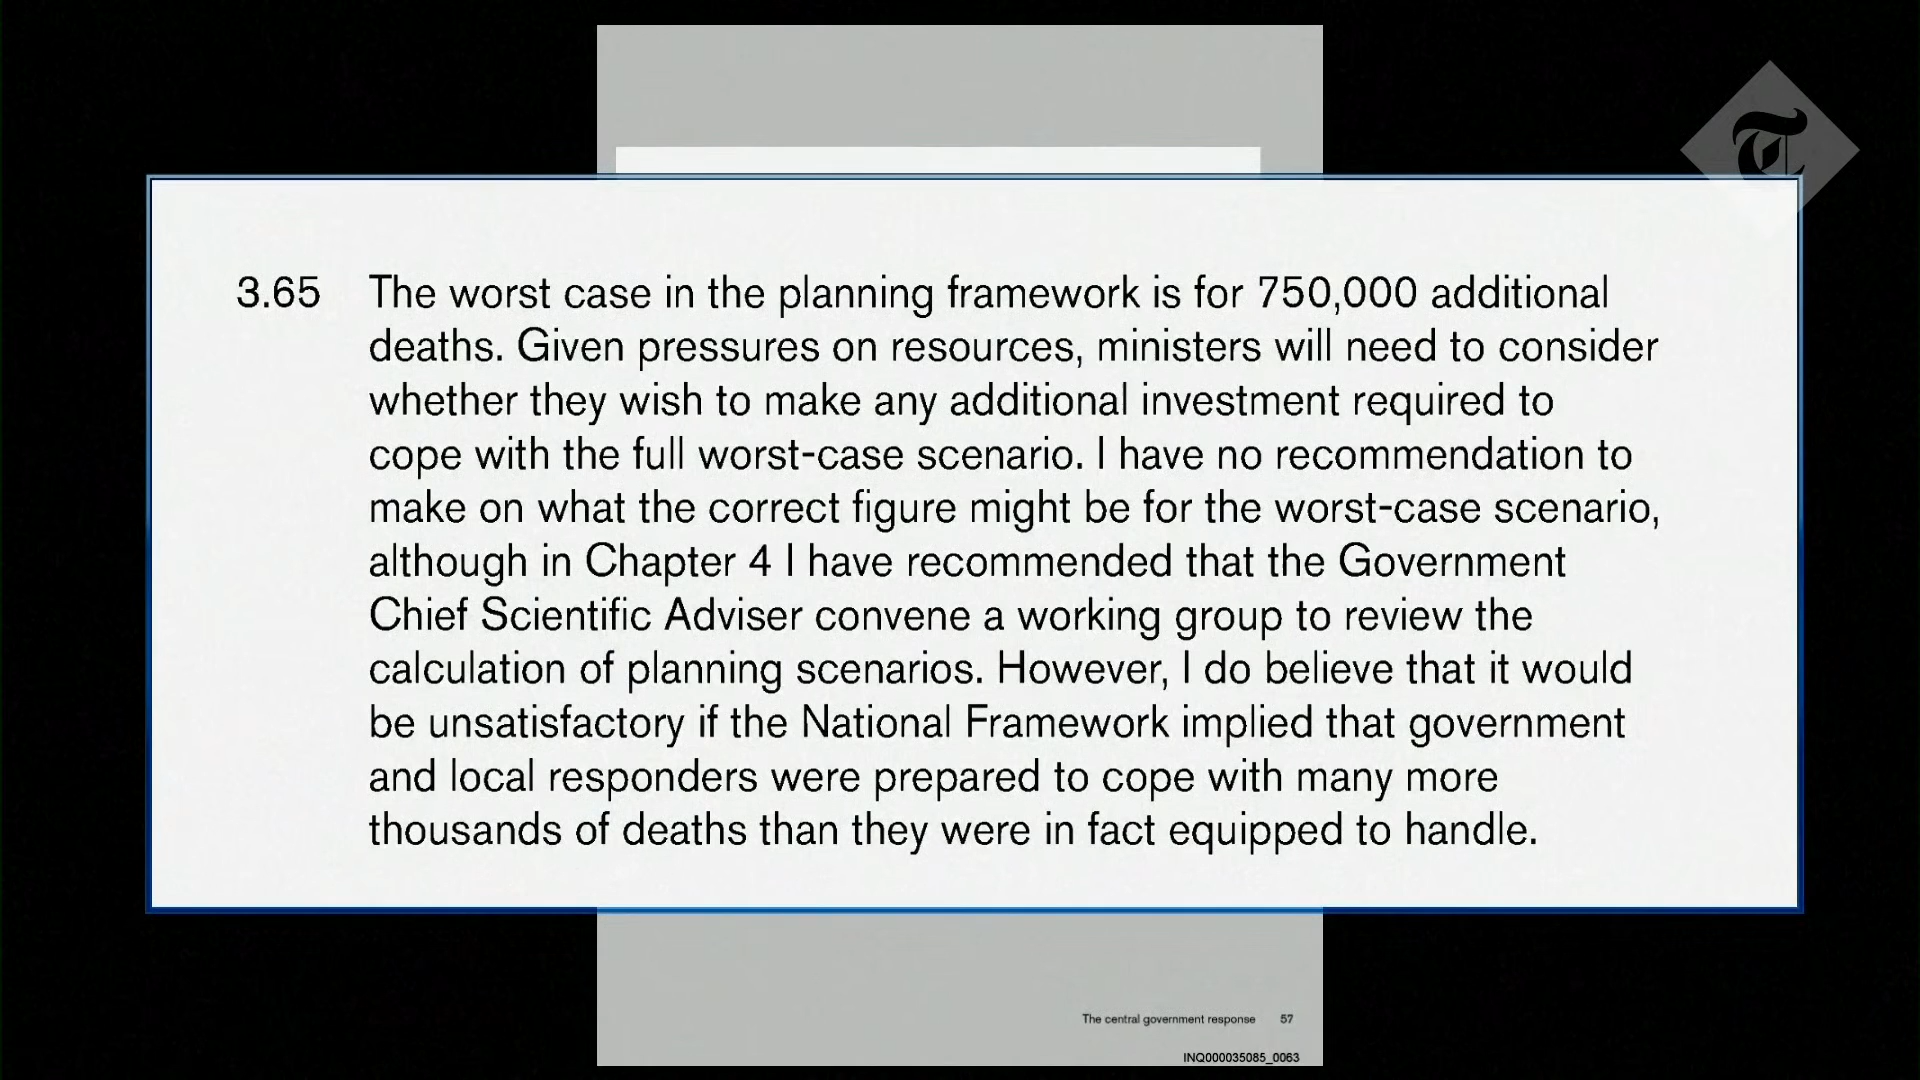 3.65 The worst case in the planning framework is for 750,000 additional
deaths. Given pressures on resources, ministers will need to consider
whether they wish to make any additional investment required to
cope with the full worst-case scenario. I have no recommendation to
make on what the correct figure might be for the worst-case scenario,
although in Chapter 4 I have recommended that the Government
Chief Scientific Adviser convene a working group to review the
calculation of planning scenarios. However, I do believe that it would
be unsatisfactory if the National Framework implied that government
and local responders were prepared to cope with many more
thousands of deaths than they were in fact equipped to handle.
The central government response 57
INQ000035085_0063
T